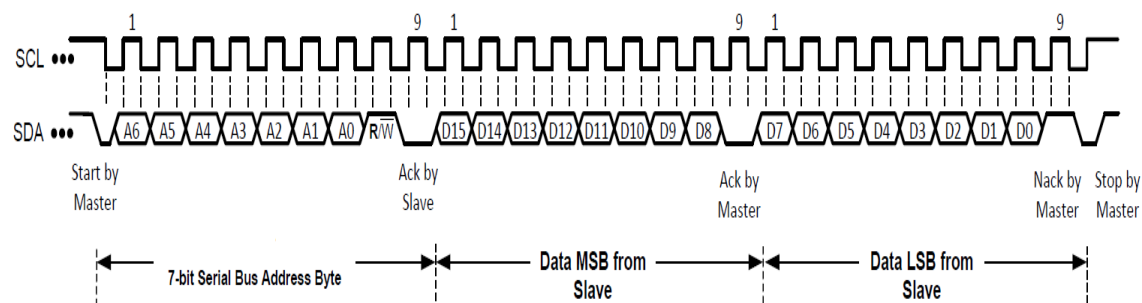 1 9 1 9 1 9
SCL •••
SDA ••• A6 A5 A4 A3 A2 A1 A0 R/W̅ D15 D14 D13 D12 D11 D10 D9 D8 D7 D6 D5 D4 D3 D2 D1 D0
Start by
Master
Ack by
Slave
Ack by
Master
Nack by
Master
Stop by
Master
7-bit Serial Bus Address Byte
Data MSB from
Slave
Data LSB from
Slave